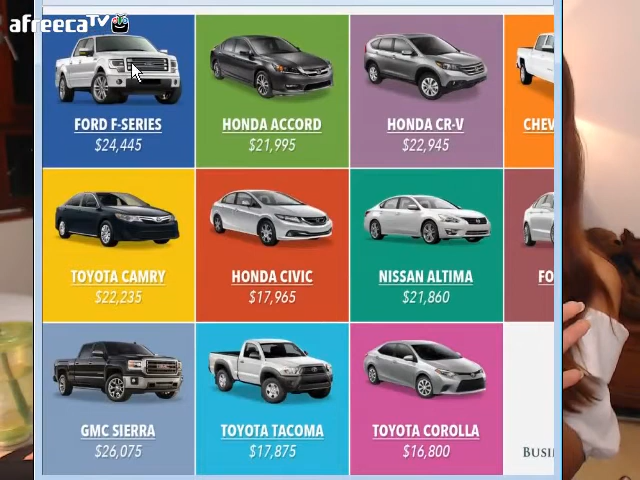 afreecaTV
FORD F-SERIES
$24,445
HONDA ACCORD
$21,995
HONDA CR-V
$22,945
CHEV
TOYOTA CAMRY
$22,235
HONDA CIVIC
$17,965
NISSAN ALTIMA
$21,860
FO
GMC SIERRA
$26,075
TOYOTA TACOMA
$17,875
TOYOTA COROLLA
$16,800
BUSI